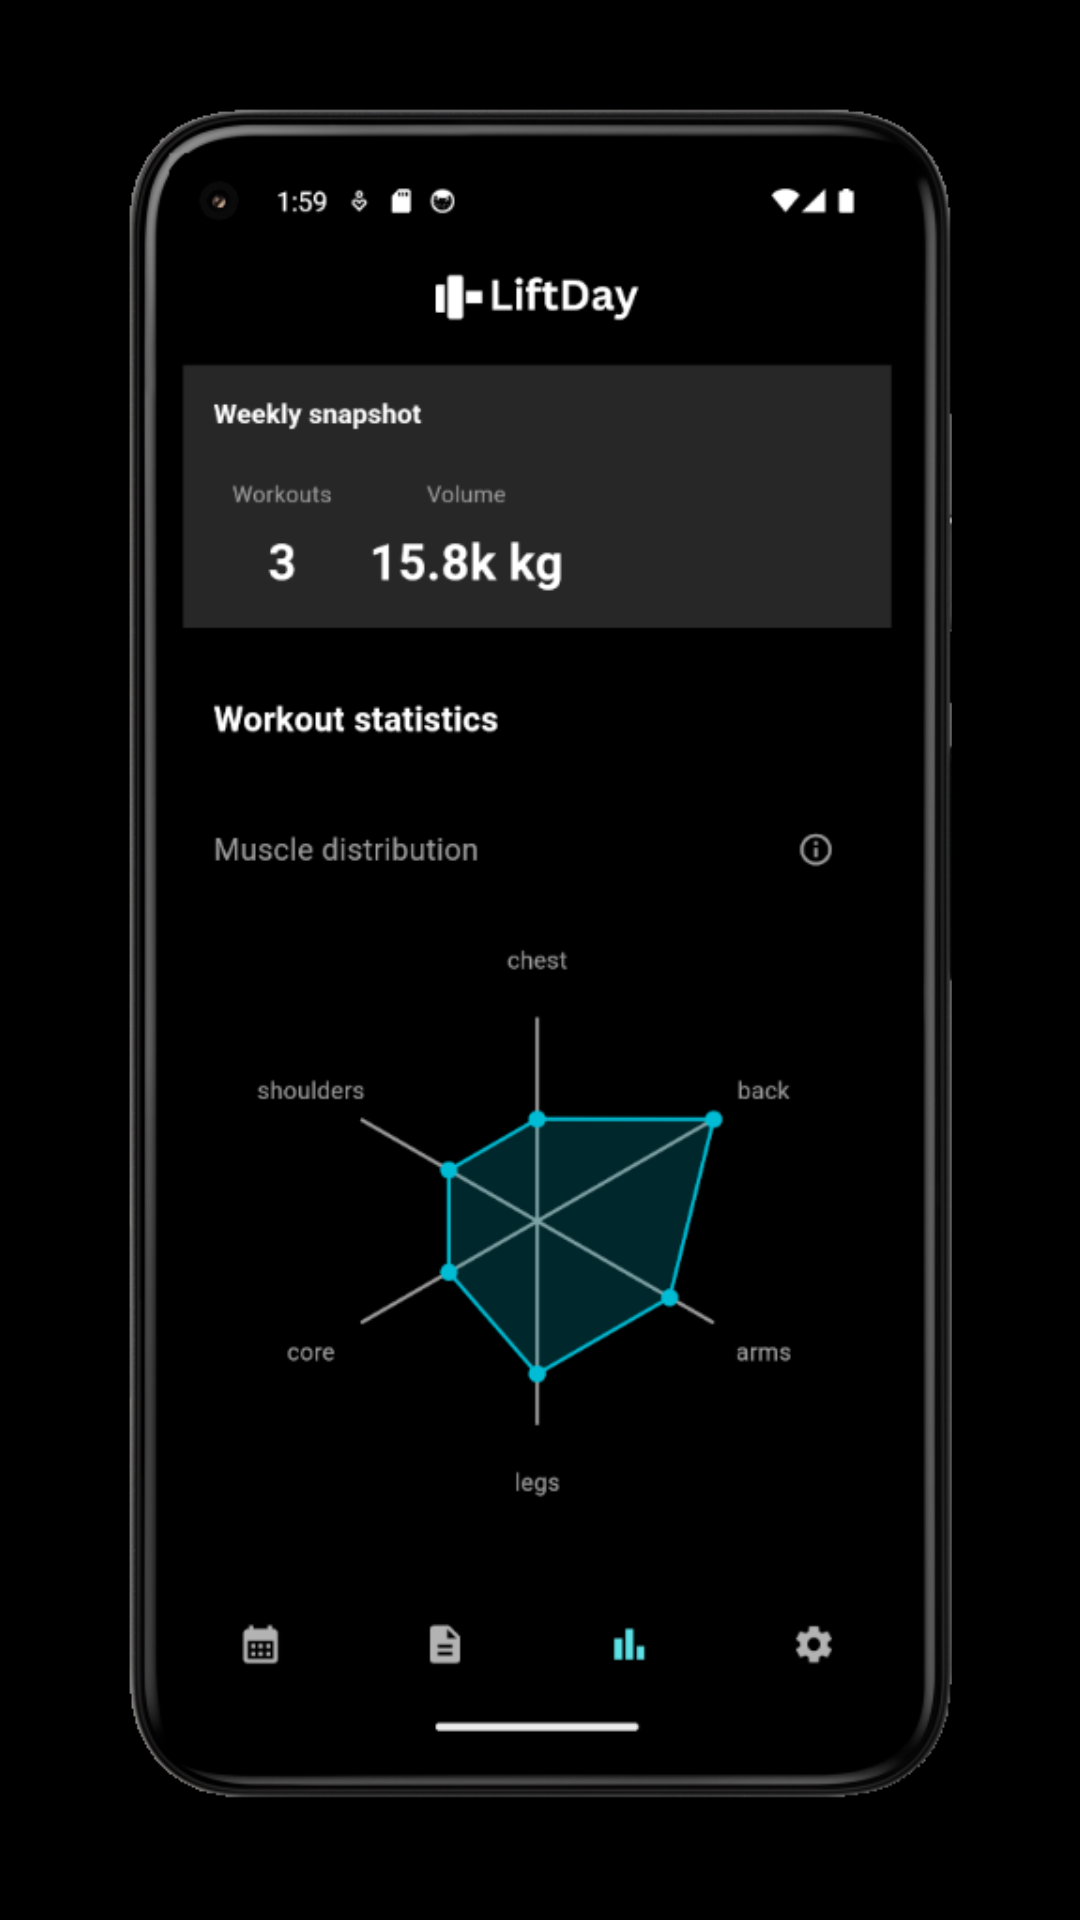 1:59
LiftDay
Weekly snapshot
Workouts Volume
3 15.8k kg
Workout statistics
Muscle distribution
chest
shoulders back
core arms
legs